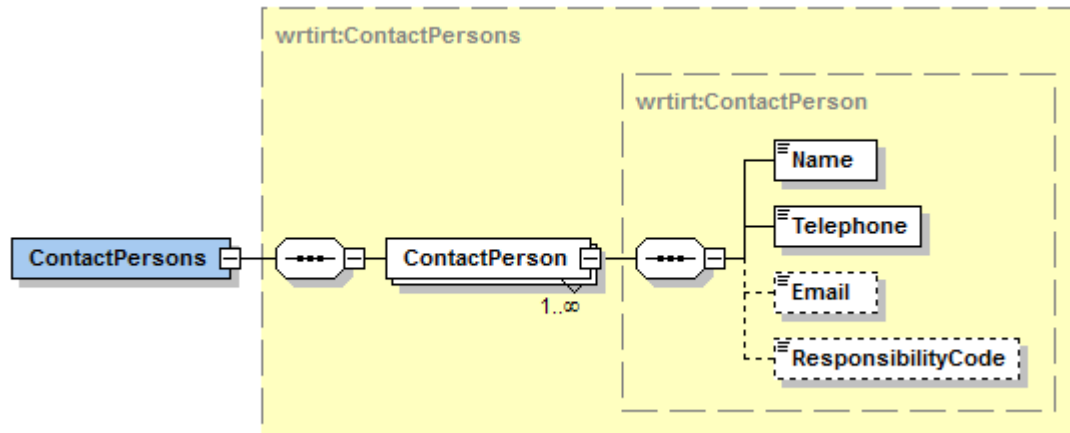 wrtirt:ContactPersons
wrtirt:ContactPerson
Name
Telephone
ContactPersons
ContactPerson
1..∞
Email
ResponsibilityCode